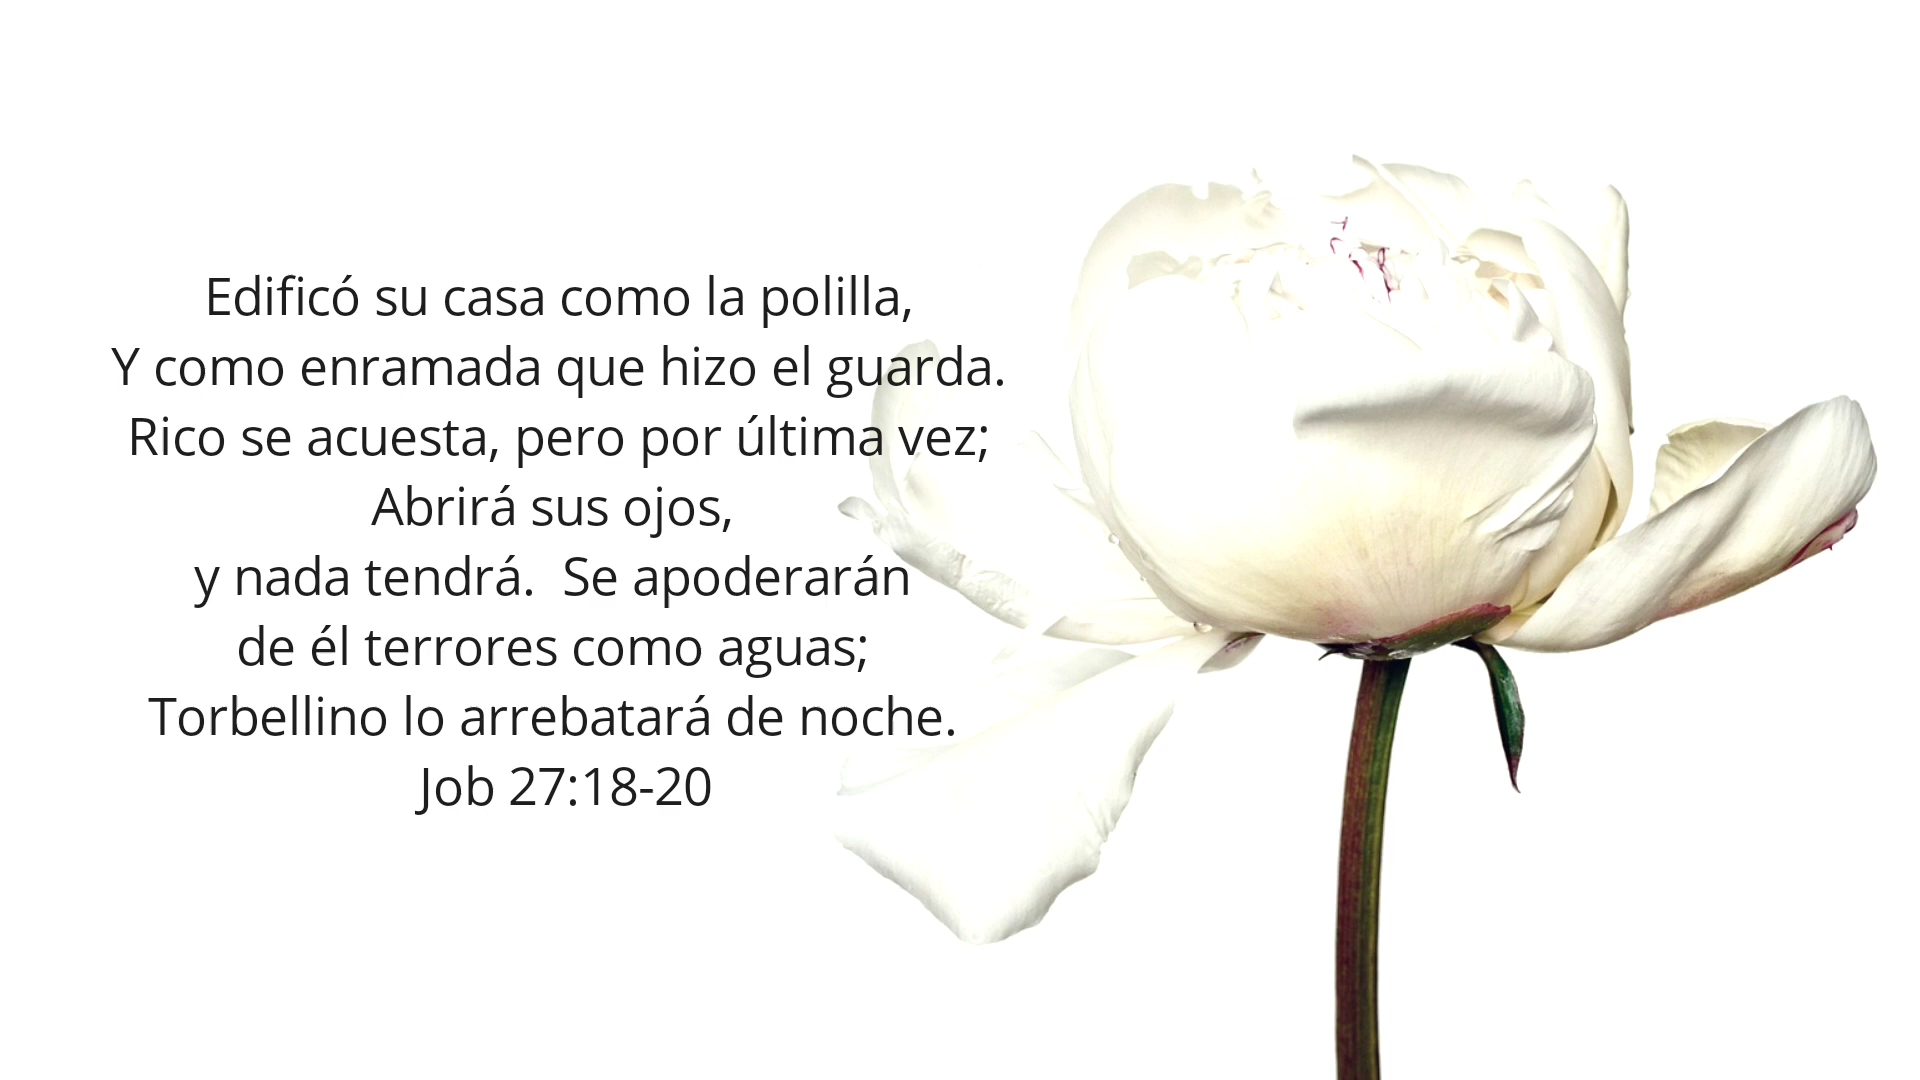 Edificó su casa como la polilla,
Y como enramada que hizo el guarda.
Rico se acuesta, pero por última vez;
Abrirá sus ojos,
y nada tendrá.  Se apoderarán
de él terrores como aguas;
Torbellino lo arrebatará de noche.
Job 27:18-20